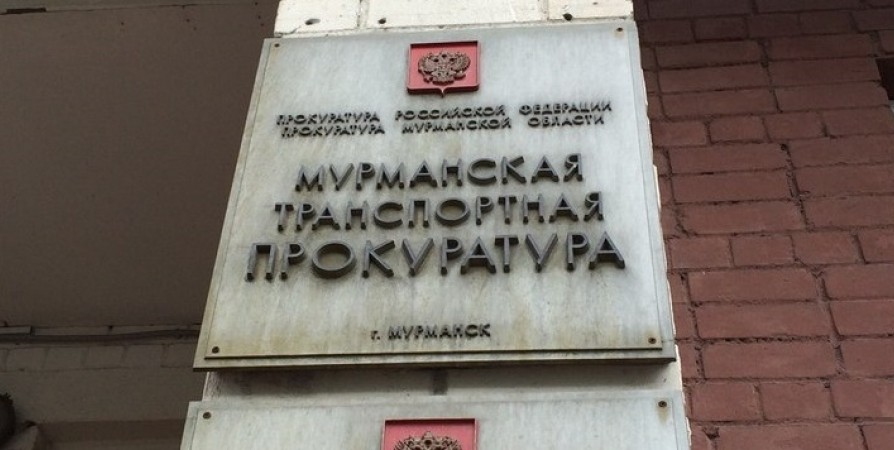 ПРОКУРАТУРА РОССИЙСКОЙ ФЕДЕРАЦИИ
ПРОКУРАТУРА МУРМАНСКОЙ ОБЛАСТИ
МУРМАНСКАЯ
ТРАНСПОРТНАЯ
ПРОКУРАТУРА
г. МУРМАНСК